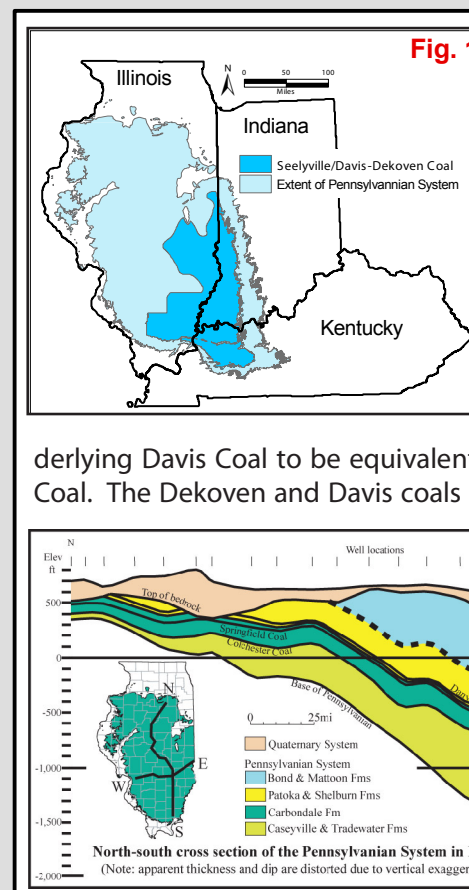 Fig. 1
Illinois
N
0 50 100
Miles
Indiana
Seelyville/Davis-Dekoven Coal
Extent of Pennsylvannian System
Kentucky
derlying Davis Coal to be equivalent
Coal. The Dekoven and Davis coals
N
Elev
ft
Well locations
500
0
-500
-1,000
-1,500
-2,000
Top of bedrock
Springfield Coal
Colchester Coal
Base of Pennsylvanian
N
W
E
S
0 25mi
Quaternary System
Pennsylvanian System
Bond & Mattoon Fms
Patoka & Shelburn Fms
Carbondale Fm
Caseyville & Tradewater Fms
North-south cross section of the Pennsylvanian System in
(Note: apparent thickness and dip are distorted due to vertical exagger